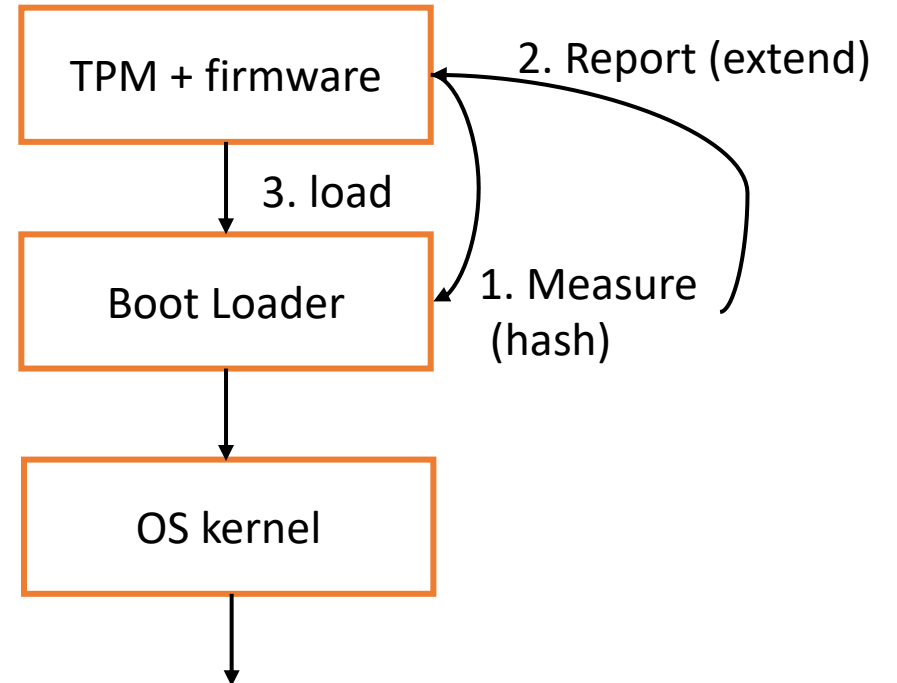 TPM + firmware
2. Report (extend)
3. load
Boot Loader
1. Measure
(hash)
OS kernel